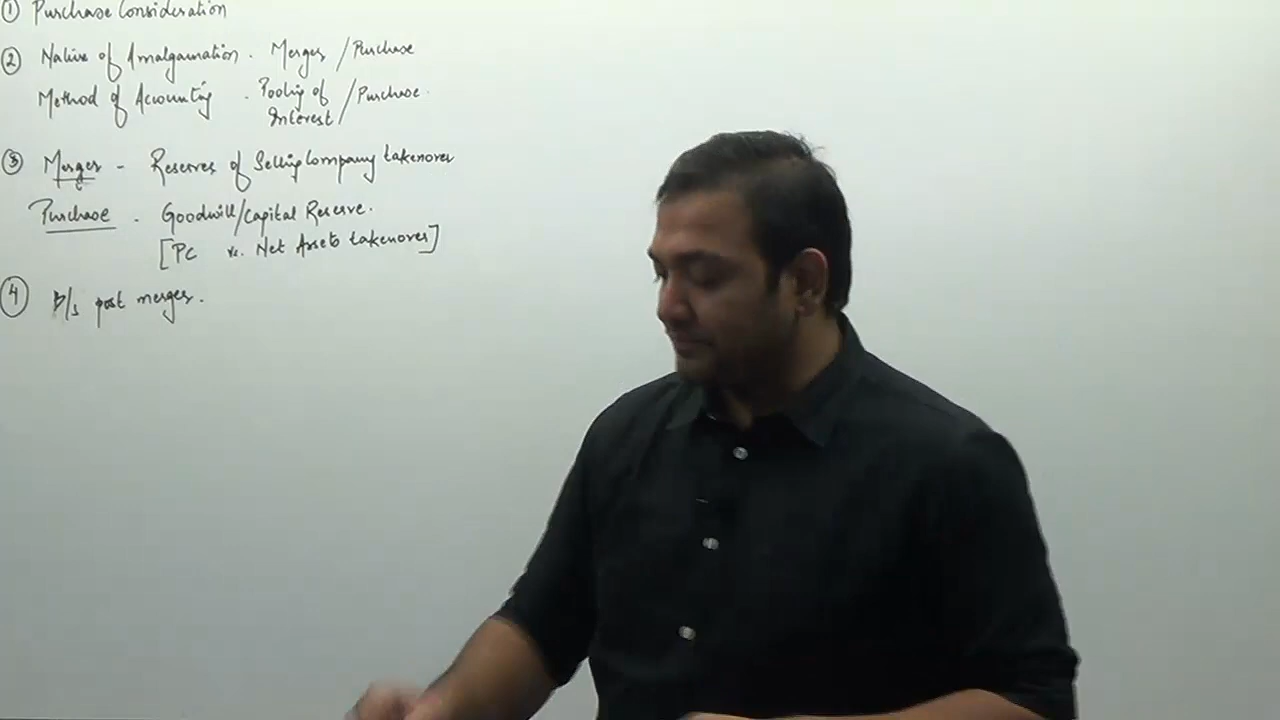 ① Purchase Consideration
② Nature of Amalgamation . Merger / Purchase
Method of Accounting . Pooling of Interest / Purchase .
③ Merger - Reserves of Selling Company takenover
Purchase . Goodwill/Capital Reserve.
[PC vs. Net Assets takenover]
④ B/s post merger .